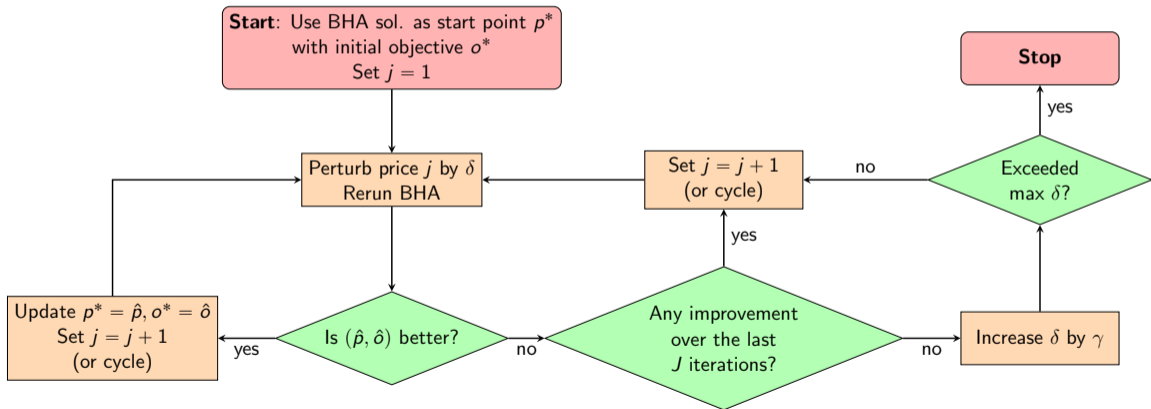 Start: Use BHA sol. as start point p*
with initial objective o*
Set j = 1
Stop
yes
Perturb price j by δ
Rerun BHA
Set j = j + 1
(or cycle)
no
Exceeded
max δ?
yes
Update p* = p̂, o* = ô
Set j = j + 1
(or cycle)
yes
Is (p̂, ô) better?
no
Any improvement
over the last
J iterations?
no
Increase δ by γ